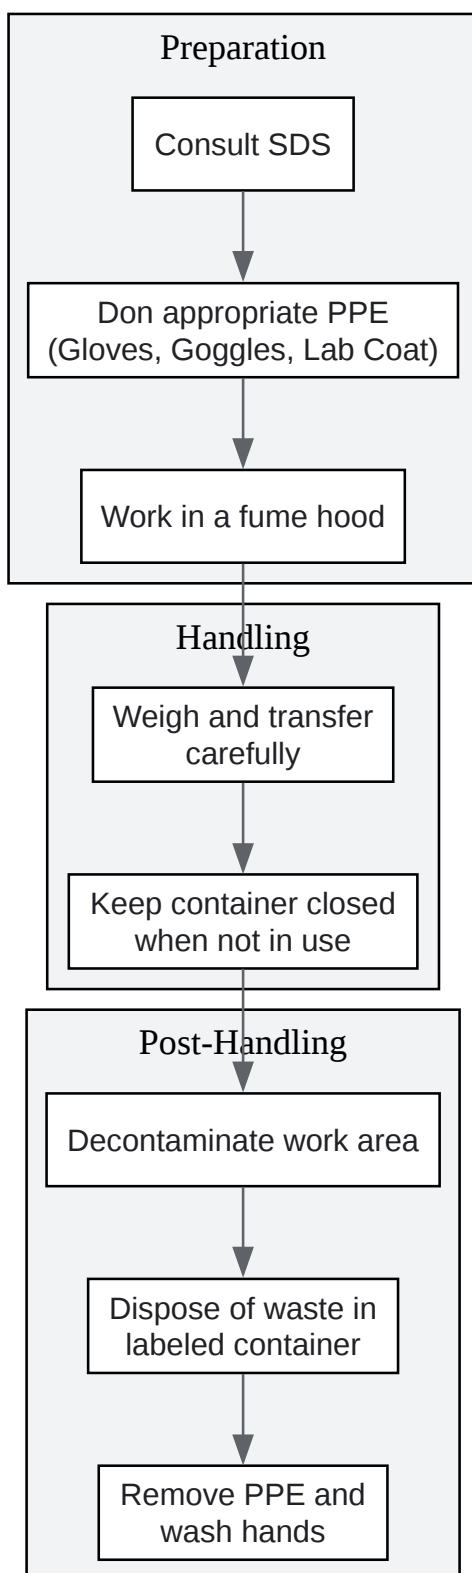 Preparation
Consult SDS
Don appropriate PPE
(Gloves, Goggles, Lab Coat)
Work in a fume hood
Handling
Weigh and transfer
carefully
Keep container closed
when not in use
Post-Handling
Decontaminate work area
Dispose of waste in
labeled container
Remove PPE and
wash hands